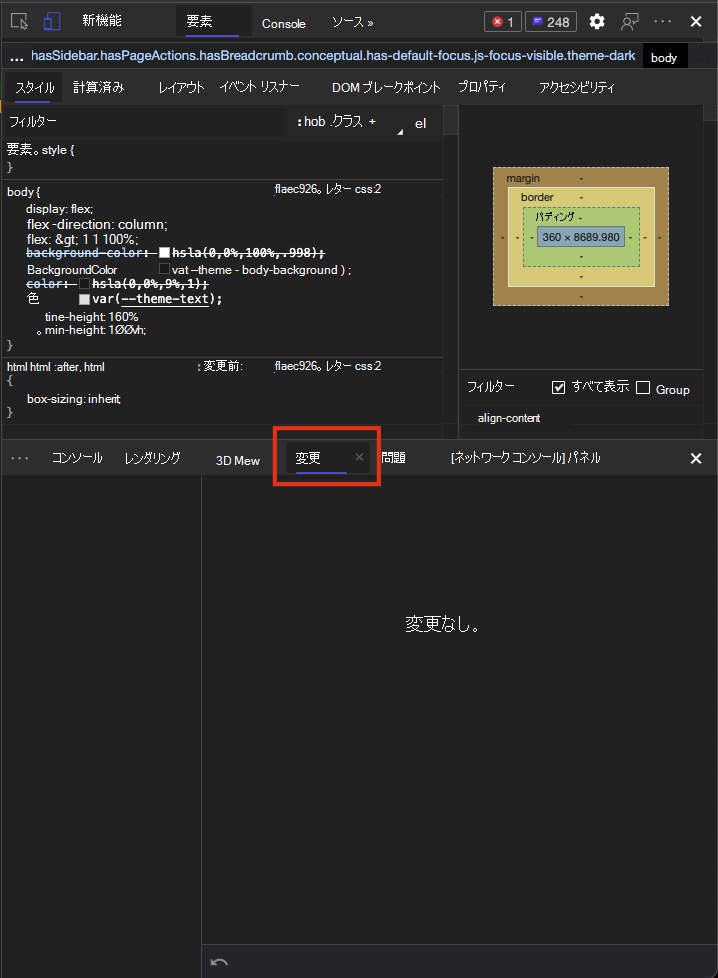 新機能 要素 Console ソース » 1 248
... hasSidebar.hasPageActions.hasBreadcrumb.conceptual.has-default-focus.js-focus-visible.theme-dark body
スタイル 計算済み レイアウト イベント リスナー DOM ブレークポイント プロパティ アクセシビリティ
フィルター :hob .クラス + el
要素。style {
}
body { flaec926。レター css:2
display: flex;
flex -direction: column;
flex: &gt; 1 1 100%;
background-color: hsla(0,0%,100%,.998);
BackgroundColor vat --theme - body-background ) ;
color: hsla(0,0%,9%,1);
色 var(--theme-text);
tine-height: 160%
。min-height: 100vh;
}
html html :after, html :変更前: flaec926。レター css:2
{
box-sizing: inherit;
}
margin -
border -
パディング -
- - - 360 × 8689.980 - - -
-
-
-
フィルター すべて表示 Group
align-content
... コンソール レンダリング 3D Mew 変更 × 問題 [ネットワーク コンソール] パネル
変更なし。